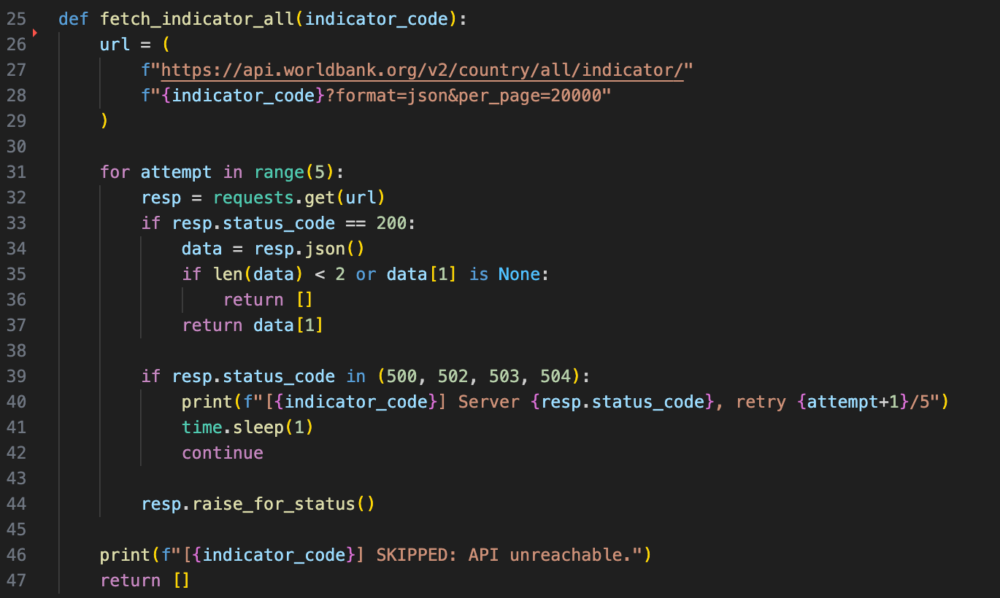 25 def fetch_indicator_all(indicator_code):
26     url = (
27         f"https://api.worldbank.org/v2/country/all/indicator/"
28         f"{indicator_code}?format=json&per_page=20000"
29     )
30
31     for attempt in range(5):
32         resp = requests.get(url)
33         if resp.status_code == 200:
34             data = resp.json()
35             if len(data) < 2 or data[1] is None:
36                 return []
37             return data[1]
38
39         if resp.status_code in (500, 502, 503, 504):
40             print(f"[{indicator_code}] Server {resp.status_code}, retry {attempt+1}/5")
41             time.sleep(1)
42             continue
43
44         resp.raise_for_status()
45
46     print(f"[{indicator_code}] SKIPPED: API unreachable.")
47     return []